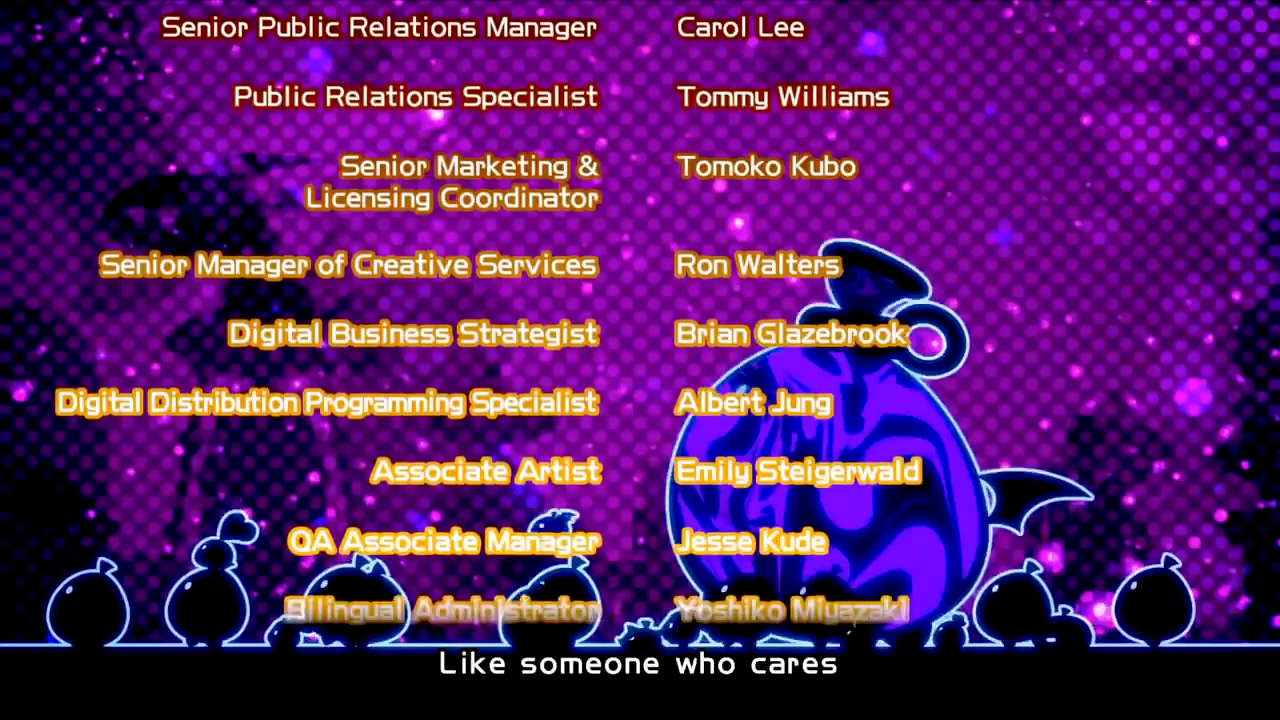 Senior Public Relations Manager Carol Lee
Public Relations Specialist Tommy Williams
Senior Marketing & Tomoko Kubo
Licensing Coordinator
Senior Manager of Creative Services Ron Walters
Digital Business Strategist Brian Glazebrook
Digital Distribution Programming Specialist Albert Jung
Associate Artist Emily Steigerwald
QA Associate Manager Jesse Kude
Bilingual Administrator Yoshiko Miyazaki
Like someone who cares